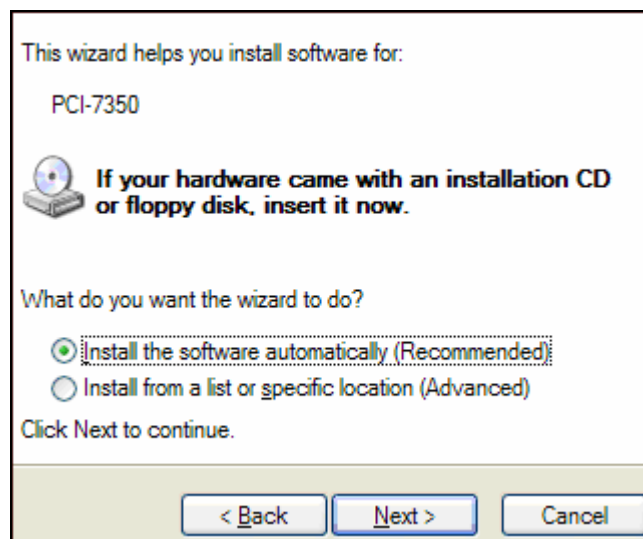 This wizard helps you install software for:
PCI-7350
If your hardware came with an installation CD
or floppy disk, insert it now.
What do you want the wizard to do?
Install the software automatically (Recommended)
Install from a list or specific location (Advanced)
Click Next to continue.
< Back
Next >
Cancel